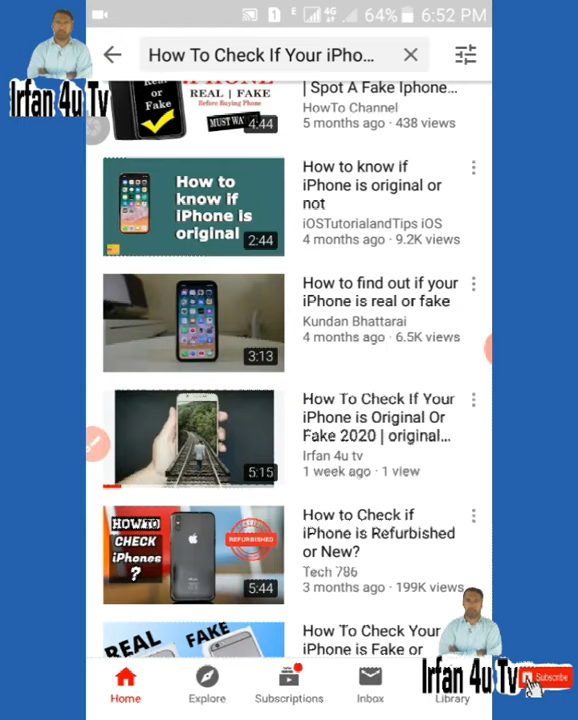 4G 64% 6:52 PM
How To Check If Your iPho...
Irfan 4u Tv
Real
or
Fake
REAL | FAKE
Before Buying Phone
4:44
| Spot A Fake Iphone...
HowTo Channel
5 months ago · 438 views
How to
know if
iPhone is
original
2:44
How to know if
iPhone is original or
not
iOSTutorialandTips iOS
4 months ago · 9.2K views
3:13
How to find out if your
iPhone is real or fake
Kundan Bhattarai
4 months ago · 6.5K views
5:15
How To Check If Your
iPhone is Original Or
Fake 2020 | original...
Irfan 4u tv
1 week ago · 1 view
HOW TO
CHECK
iPhones
?
REFURBISHED
5:44
How to Check if
iPhone is Refurbished
or New?
Tech 786
3 months ago · 199K views
REAL FAKE
How To Check Your
iPhone is Fake or
Irfan 4u Tv
Subscribe
Home
Explore
Subscriptions
Inbox
Library